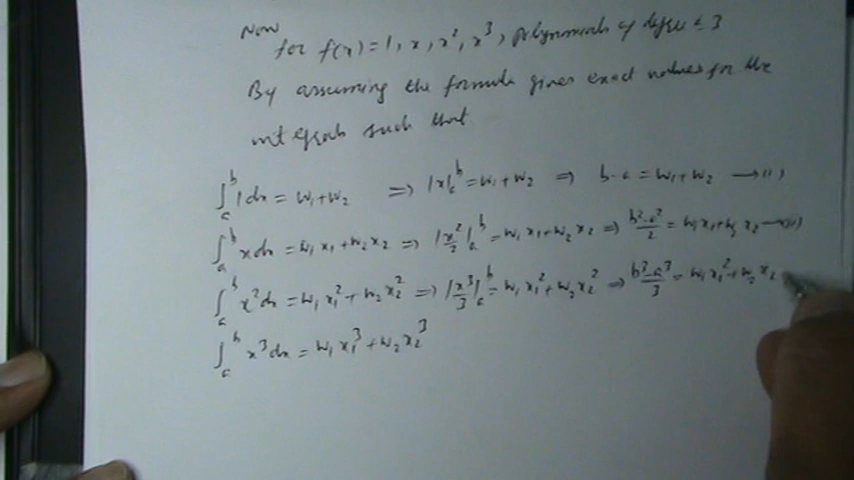 Now
for f(x) = 1, x, x², x³, polynomials of degree ≤ 3
By assuming the formula gives exact values for the
integrals such that
∫ₐᵇ 1 dx = w₁ + w₂ ⇒ |x|ₐᵇ = w₁ + w₂ ⇒ b - a = w₁ + w₂ → (i)
∫ₐᵇ x dx = w₁ x₁ + w₂ x₂ ⇒ |x²/2|ₐᵇ = w₁ x₁ + w₂ x₂ ⇒ (b² - a²)/2 = w₁ x₁ + w₂ x₂ → (ii)
∫ₐᵇ x² dx = w₁ x₁² + w₂ x₂² ⇒ |x³/3|ₐᵇ = w₁ x₁² + w₂ x₂² ⇒ (b³ - a³)/3 = w₁ x₁² + w₂ x₂
∫ₐᵇ x³ dx = w₁ x₁³ + w₂ x₂³